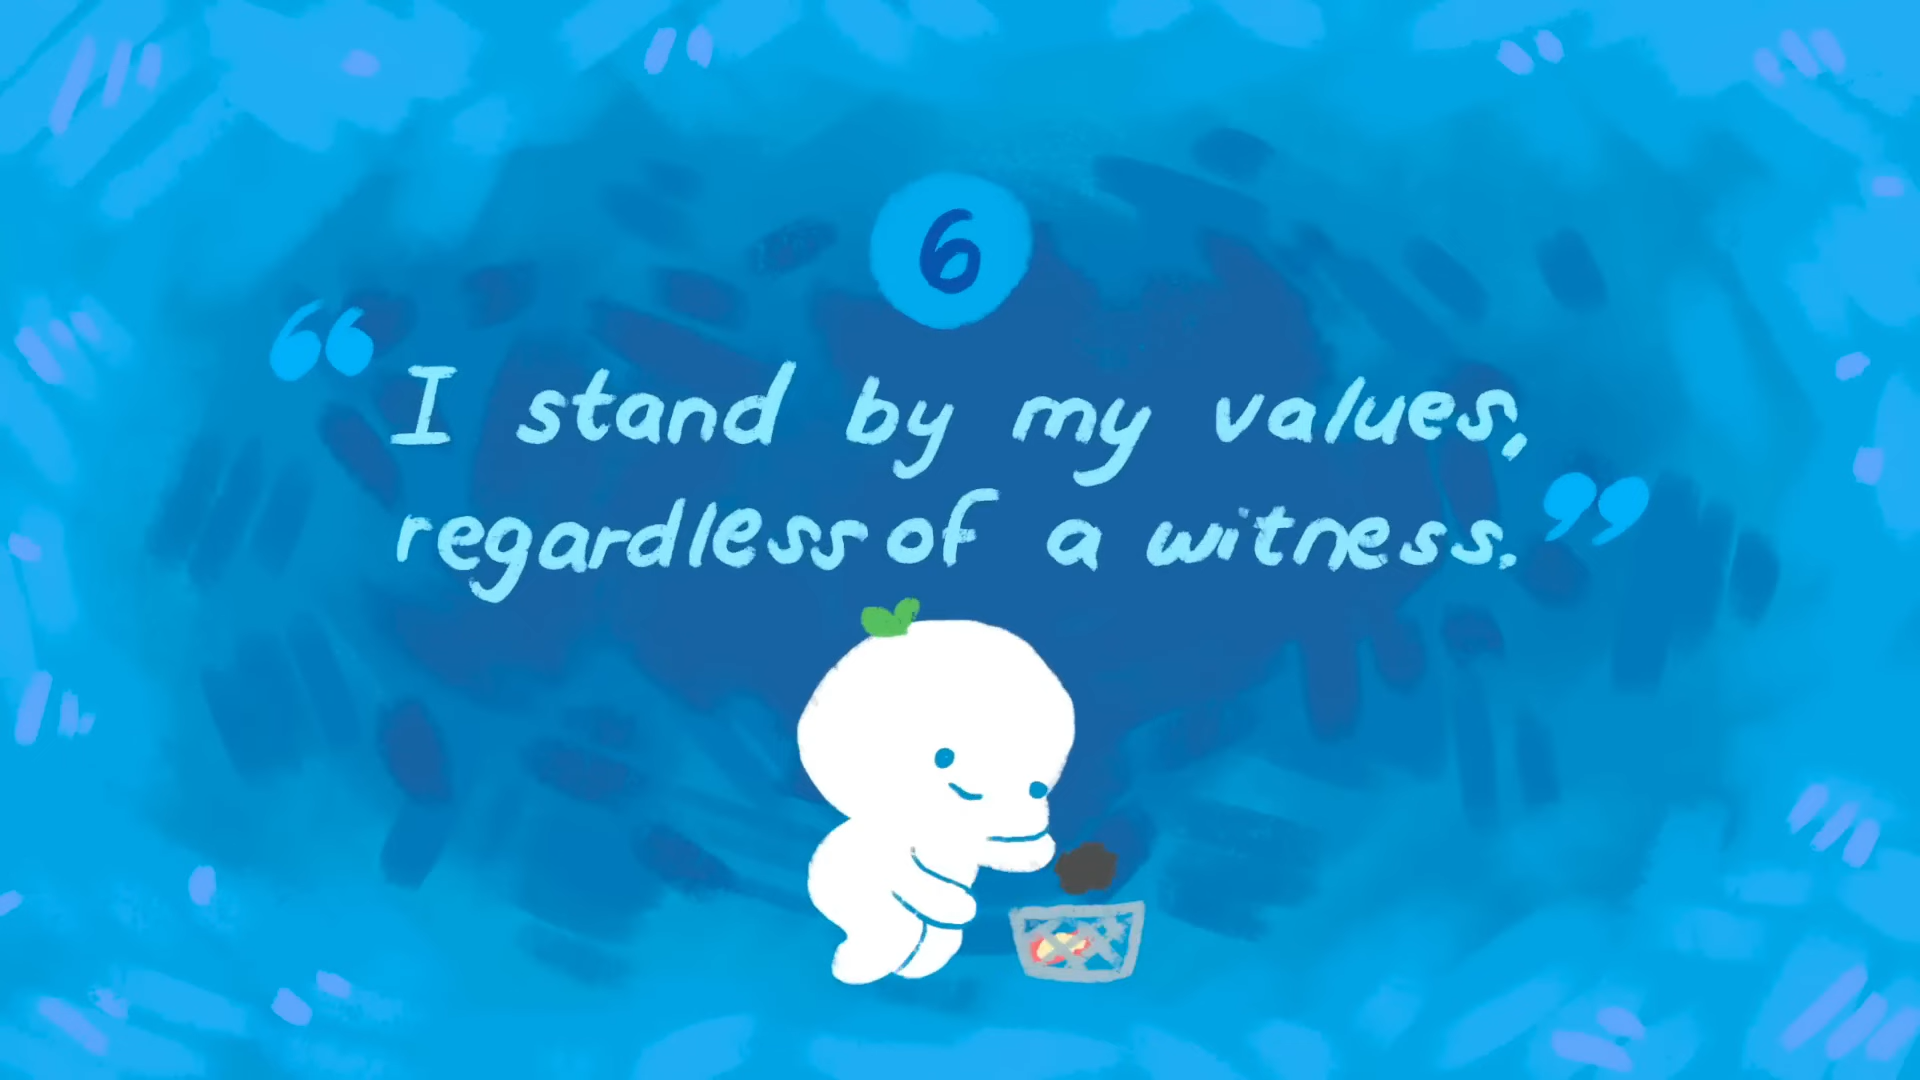 6
“I stand by my values,
regardless of a witness.”